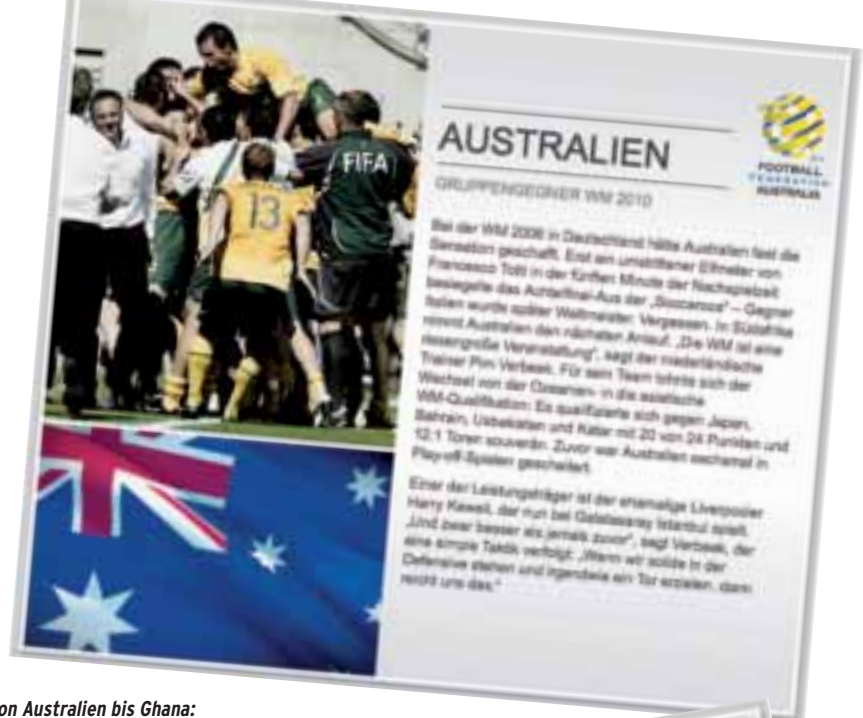 FIFA
13
AUSTRALIEN
FOOTBALL
FEDERATION
AUSTRALIA
GRUPPENGEGNER WM 2010
Bei der WM 2006 in Deutschland hätte Australien fast die
Sensation geschafft. Erst ein umstrittener Elfmeter von
Francesco Totti in der fünften Minute der Nachspielzeit
besiegelte das Achtelfinal-Aus der „Socceroos" – Gegner
Italien wurde später Weltmeister. Vergessen. In Südafrika
nimmt Australien den nächsten Anlauf. „Die WM ist eine
riesengroße Veranstaltung", sagt der niederländische
Trainer Pim Verbeek. Für sein Team lohnte sich der
Wechsel von der Ozeanien- in die asiatische
WM-Qualifikation: Es qualifizierte sich gegen Japan,
Bahrain, Usbekistan und Katar mit 20 von 24 Punkten und
12:1 Toren souverän. Zuvor war Australien sechsmal in
Play-off-Spielen gescheitert.
Einer der Leistungsträger ist der ehemalige Liverpooler
Harry Kewell, der nun bei Galatasaray Istanbul spielt.
„Und zwar besser als jemals zuvor", sagt Verbeek, der
eine simple Taktik verfolgt: „Wenn wir solide in der
Defensive stehen und irgendwie ein Tor erzielen, dann
reicht uns das."
on Australien bis Ghana: